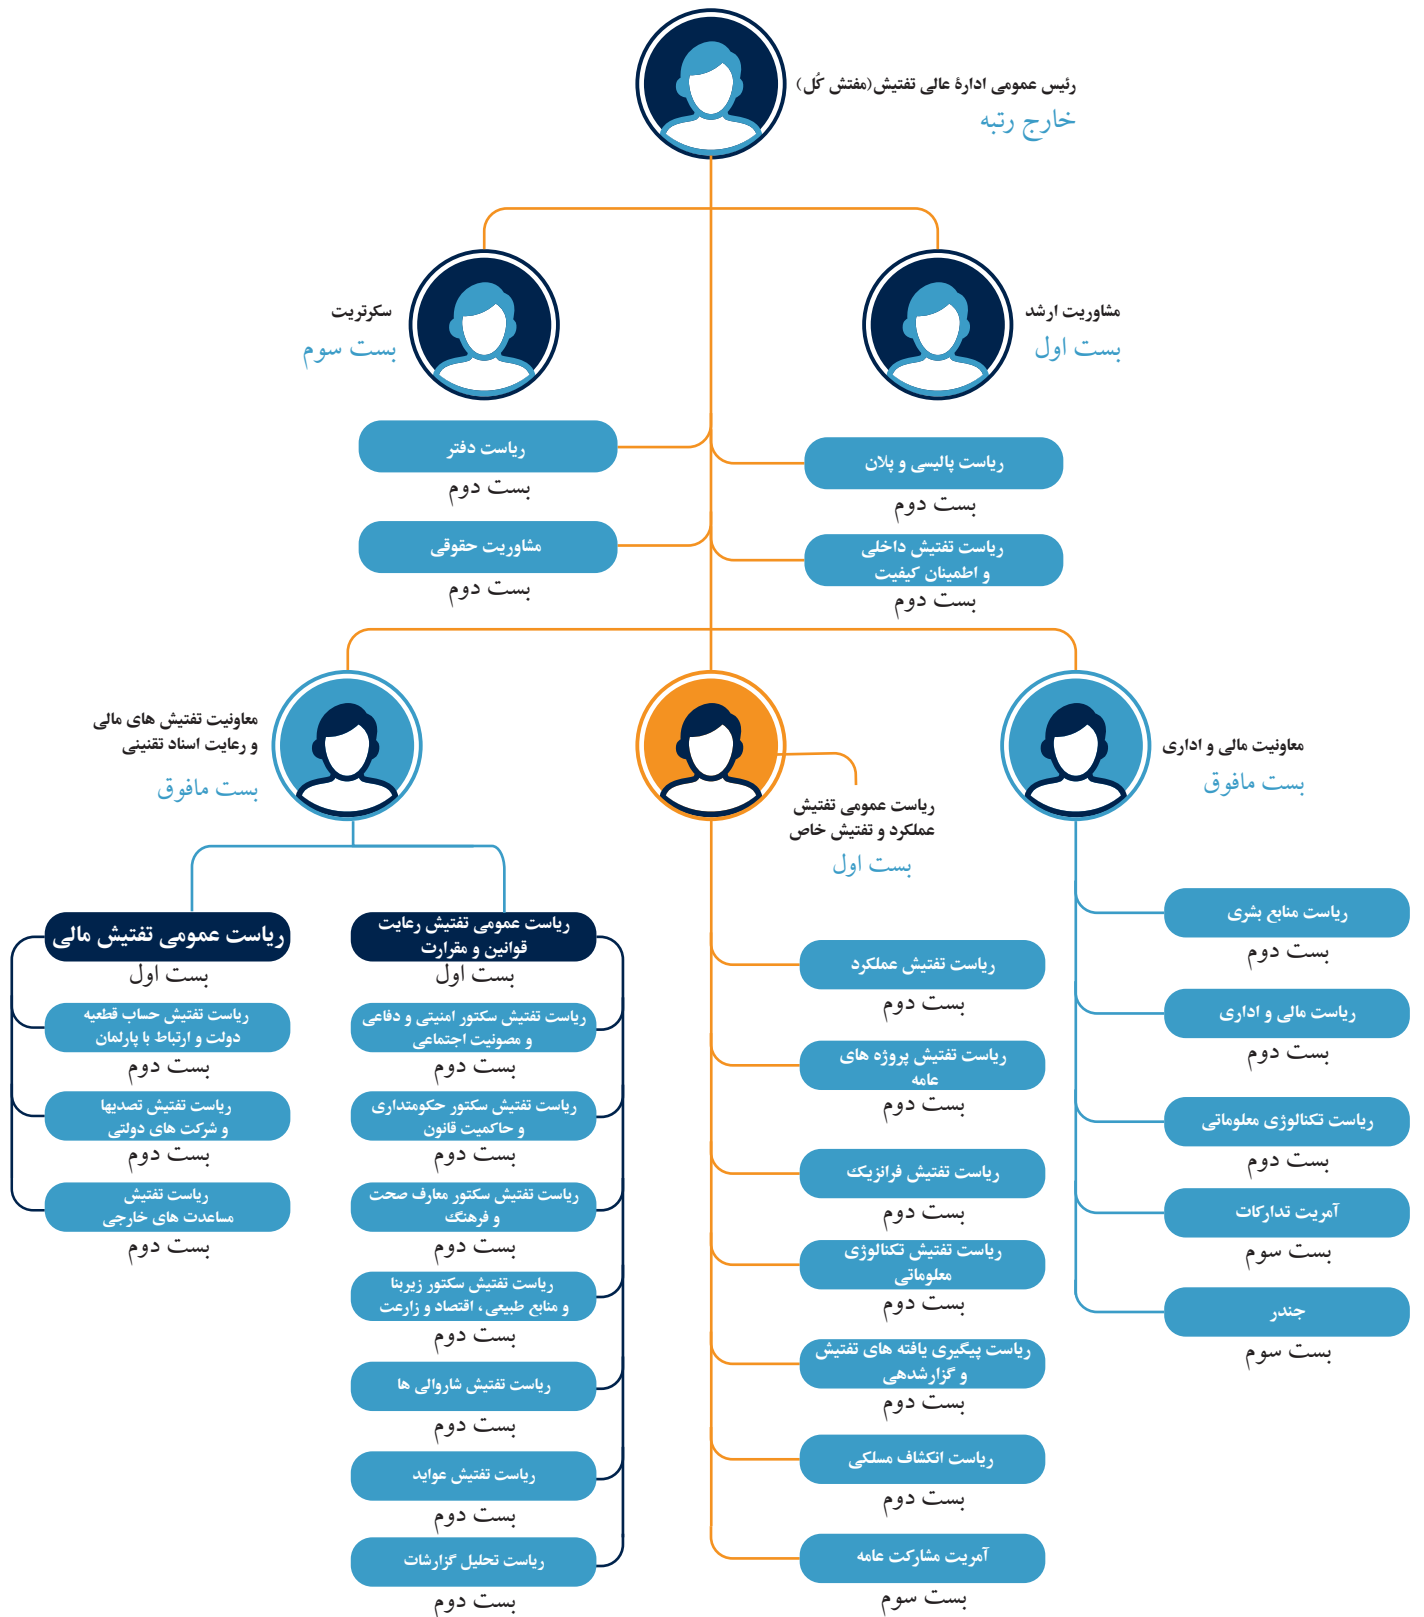 رئیس عمومی ادارۀ عالی تفتیش(مفتش کُل)
خارج رتبه
مشاوریت ارشد
بست اول
سکرتریت
بست سوم
ریاست پالیسی و پلان
بست دوم
ریاست تفتیش داخلی
و اطمینان کیفیت
بست دوم
ریاست دفتر
بست دوم
مشاوریت حقوقی
بست دوم
معاونیت مالی و اداری
بست مافوق
ریاست منابع بشری
بست دوم
ریاست مالی و اداری
بست دوم
ریاست تکنالوژی معلوماتی
بست دوم
آمریت تدارکات
بست سوم
جندر
بست سوم
ریاست عمومی تفتیش
عملکرد و تفتیش خاص
بست اول
ریاست تفتیش عملکرد
بست دوم
ریاست تفتیش پروژه های
عامه
بست دوم
ریاست تفتیش فرانزیک
بست دوم
ریاست تفتیش تکنالوژی
معلوماتی
بست دوم
ریاست پیگیری یافته های تفتیش
و گزارشدهی
بست دوم
ریاست انکشاف مسلکی
بست دوم
آمریت مشارکت عامه
بست سوم
معاونیت تفتیش های مالی
و رعایت اسناد تقنینی
بست مافوق
ریاست عمومی تفتیش رعایت
قوانین و مقرارت
بست اول
ریاست تفتیش سکتور امنیتی و دفاعی
و مصونیت اجتماعی
بست دوم
ریاست تفتیش سکتور حکومتداری
و حاکمیت قانون
بست دوم
ریاست تفتیش سکتور معارف صحت
و فرهنگ
بست دوم
ریاست تفتیش سکتور زیربنا
و منابع طبیعی، اقتصاد و زارعت
بست دوم
ریاست تفتیش شاروالی ها
بست دوم
ریاست تفتیش عواید
بست دوم
ریاست تحلیل گزارشات
بست دوم
ریاست عمومی تفتیش مالی
بست اول
ریاست تفتیش حساب قطعیه
دولت و ارتباط با پارلمان
بست دوم
ریاست تفتیش تصدیها
و شرکت های دولتی
بست دوم
ریاست تفتیش
مساعدت های خارجی
بست دوم